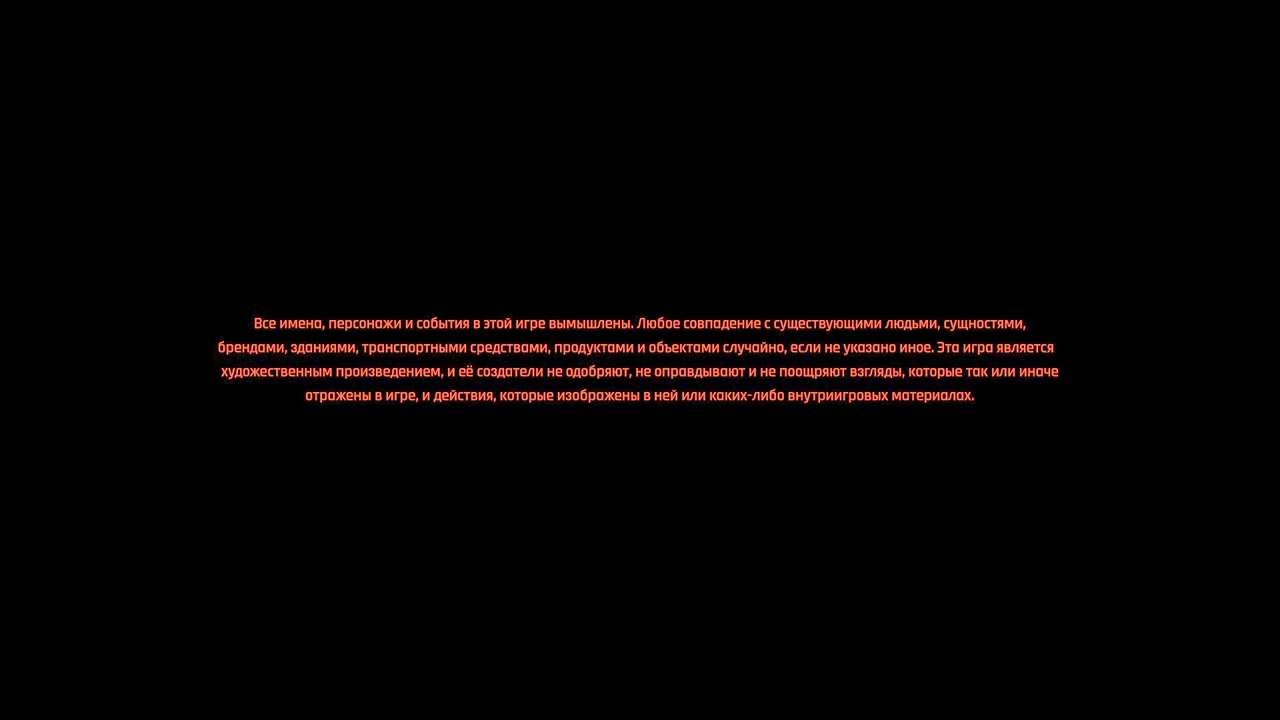 Все имена, персонажи и события в этой игре вымышлены. Любое совпадение с существующими людьми, сущностями,
брендами, зданиями, транспортными средствами, продуктами и объектами случайно, если не указано иное. Эта игра является
художественным произведением, и её создатели не одобряют, не оправдывают и не поощряют взгляды, которые так или иначе
отражены в игре, и действия, которые изображены в ней или каких-либо внутриигровых материалах.